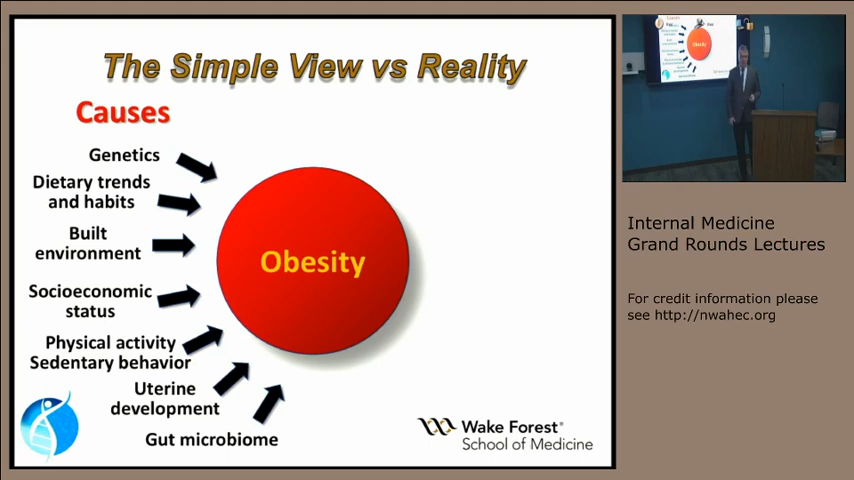 The Simple View vs Reality
Causes
Genetics
Dietary trends
and habits
Built
environment
Socioeconomic
status
Physical activity
Sedentary behavior
Uterine
development
Gut microbiome
Obesity
Wake Forest®
School of Medicine
Causes
Obesity
Internal Medicine
Grand Rounds Lectures
For credit information please
see http://nwahec.org